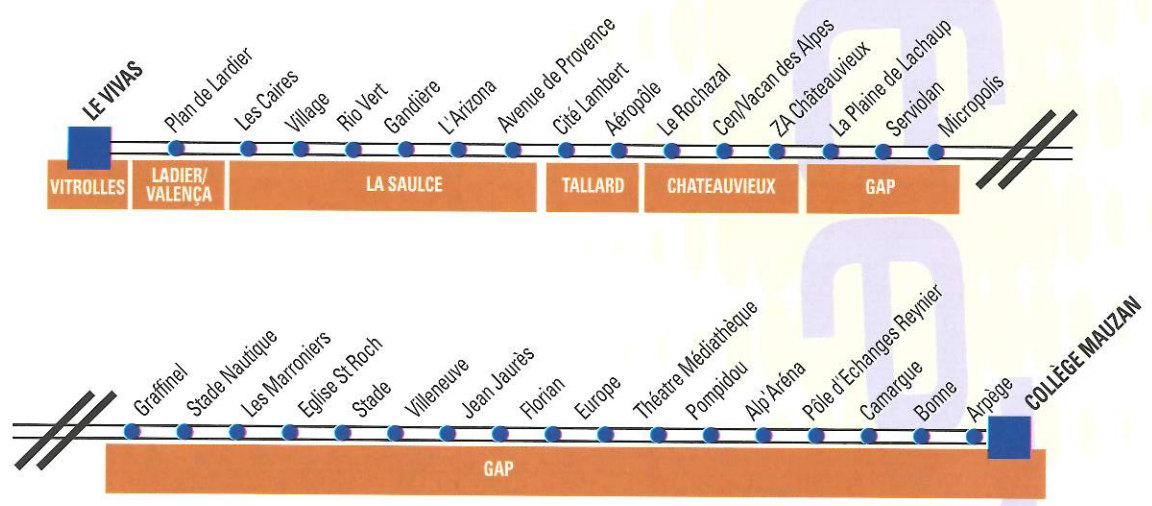 LE VIVAS
Plan de Lardier
Les Caires
Village
Rio Vert
Gandière
L'Arizona
Avenue de Provence
Cité Lambert
Aéropôle
Le Rochazal
Cen/Vacan des Alpes
ZA Châteauvieux
La Plaine de Lachaup
Serviolan
Micropolis
VITROLLES
LADIER/
VALENÇA
LA SAULCE
TALLARD
CHATEAUVIEUX
GAP
Graffinel
Stade Nautique
Les Marroniers
Eglise St Roch
Stade
Villeneuve
Jean Jaurès
Florian
Europe
Théatre Médiathèque
Pompidou
Alp'Aréna
Pôle d'Echanges Reynier
Camargue
Bonne
Arpège
COLLÈGE MAUZAN
GAP